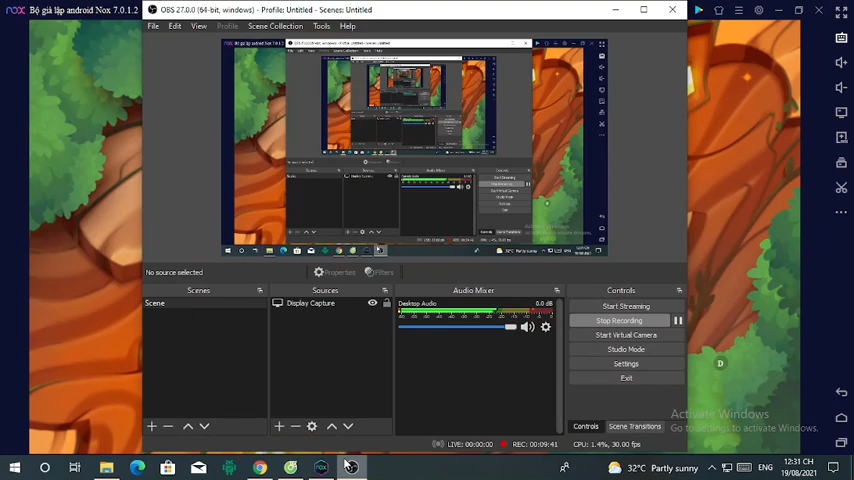 nox Bộ giả lập android Nox 7.0.1.2
OBS 27.0.0 (64-bit, windows) - Profile: Untitled - Scenes: Untitled
File Edit View Profile Scene Collection Tools Help
No source selected
Properties Filters
Scenes
Scene
Sources
Display Capture
Audio Mixer
Desktop Audio 0.0 dB
Controls
Start Streaming
Stop Recording
Start Virtual Camera
Studio Mode
Settings
Exit
Controls Scene Transitions
LIVE: 00:00:00 REC: 00:09:41 CPU: 1.4%, 30.00 fps
D
Activate Windows
Go to Settings to activate Windows.
nox
32°C Partly sunny
ENG
12:31 CH
19/08/2021